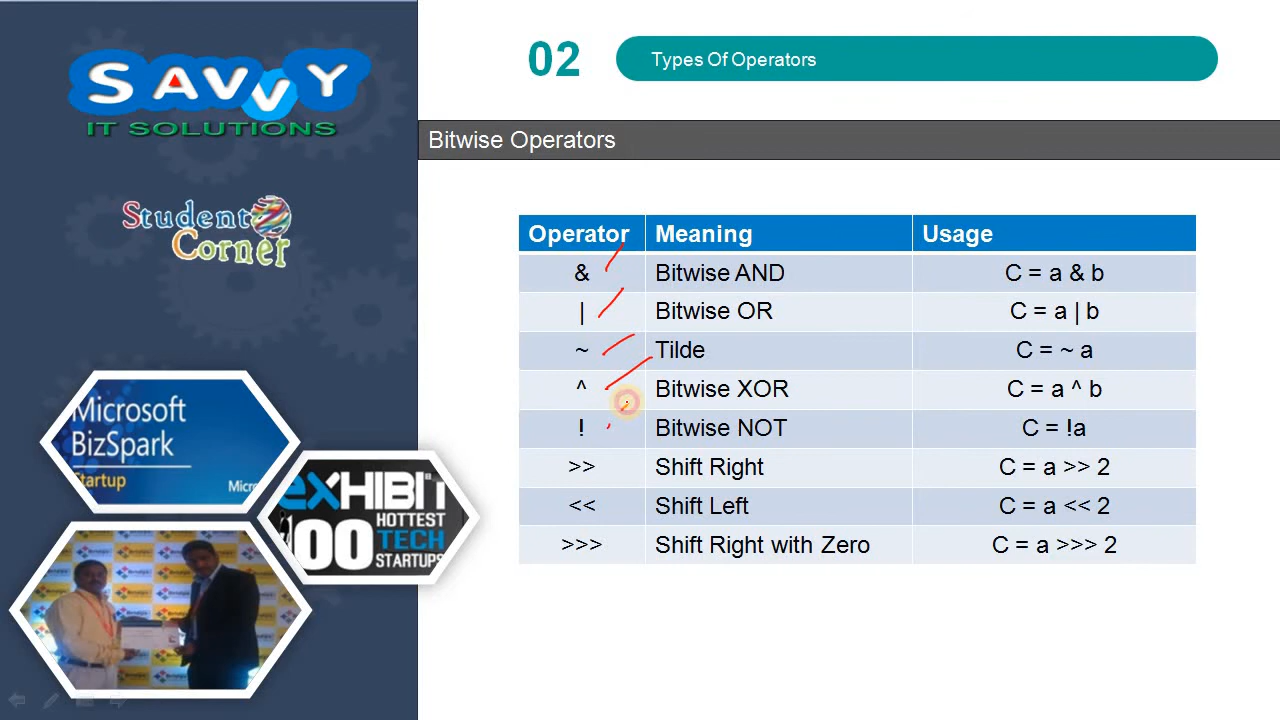 SAVVY
IT SOLUTIONS
Student
Corner
Microsoft
BizSpark
Startup
Micro
eXHIBIT
100
HOTTEST
TECH
STARTUPS
02
Types Of Operators
Bitwise Operators
Operator Meaning Usage
& Bitwise AND C = a & b
| Bitwise OR C = a | b
~ Tilde C = ~ a
^ Bitwise XOR C = a ^ b
! Bitwise NOT C = !a
>> Shift Right C = a >> 2
<< Shift Left C = a << 2
>>> Shift Right with Zero C = a >>> 2